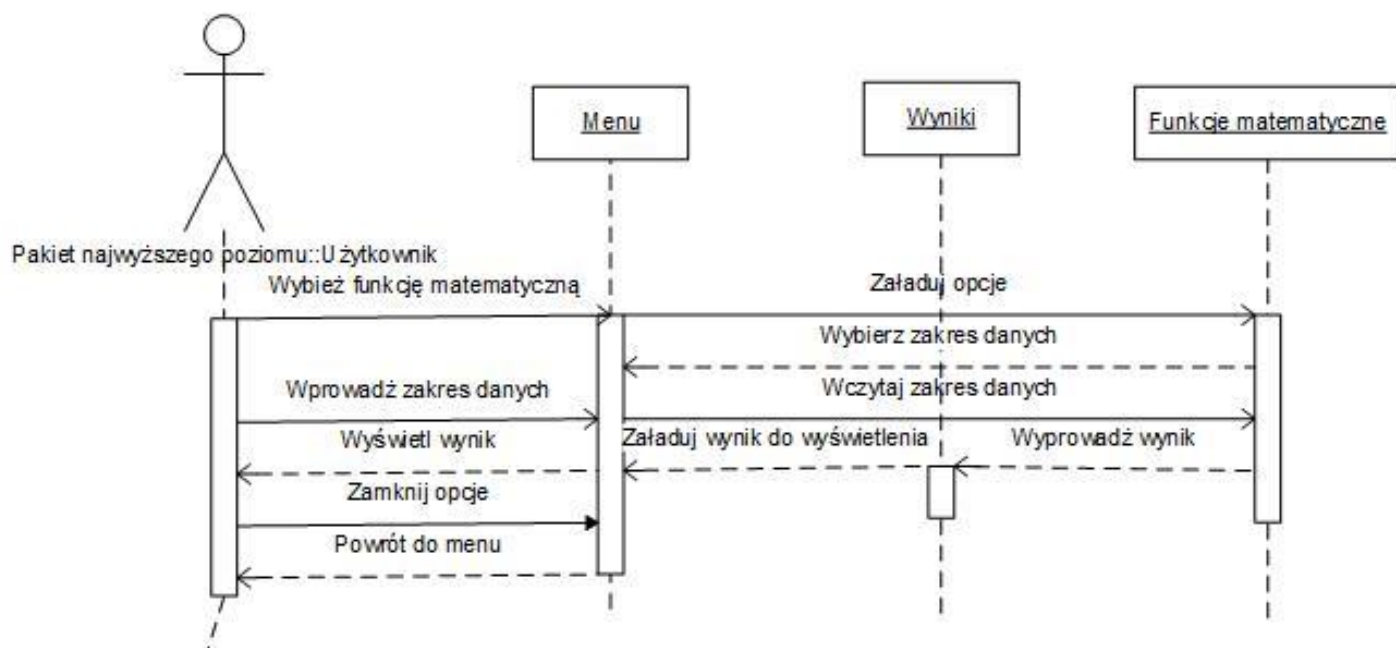 Menu
Wyniki
Funkcje matematyczne
Pakiet najwyższego poziomu::Użytkownik
Wybież funkcję matematyczną
Załaduj opcje
Wybierz zakres danych
Wprowadź zakres danych
Wczytaj zakres danych
Wyświetl wynik
Załaduj wynik do wyświetlenia
Wyprowadź wynik
Zamknij opcje
Powrót do menu